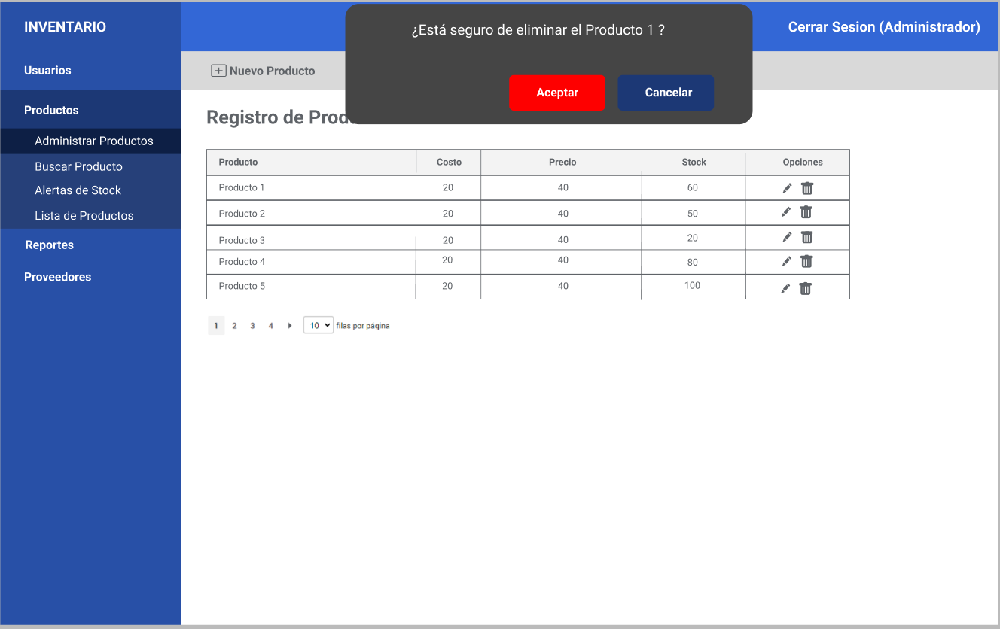 INVENTARIO
¿Está seguro de eliminar el Producto 1 ?
Cerrar Sesion (Administrador)
Usuarios
Nuevo Producto
Aceptar
Cancelar
Productos
Registro de Prod
Administrar Productos
Buscar Producto
Alertas de Stock
Lista de Productos
Reportes
Proveedores
Producto Costo Precio Stock Opciones
Producto 1 20 40 60
Producto 2 20 40 50
Producto 3 20 40 20
Producto 4 20 40 80
Producto 5 20 40 100
1 2 3 4 10 filas por página